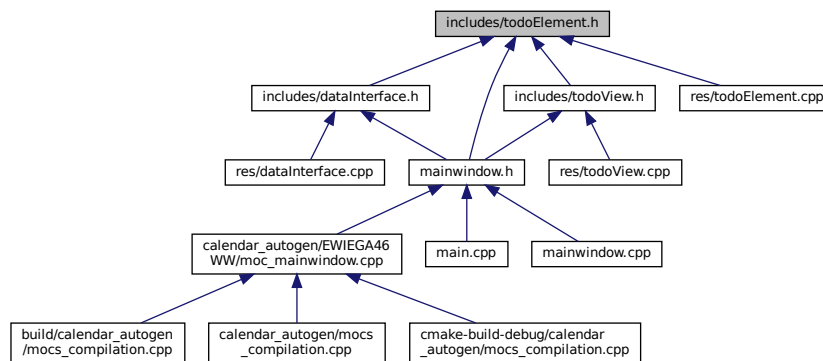 includes/todoElement.h
includes/dataInterface.h
includes/todoView.h
res/todoElement.cpp
res/dataInterface.cpp
mainwindow.h
res/todoView.cpp
calendar_autogen/EWIEGA46
WW/moc_mainwindow.cpp
main.cpp
mainwindow.cpp
build/calendar_autogen
/mocs_compilation.cpp
calendar_autogen/mocs
_compilation.cpp
cmake-build-debug/calendar
_autogen/mocs_compilation.cpp